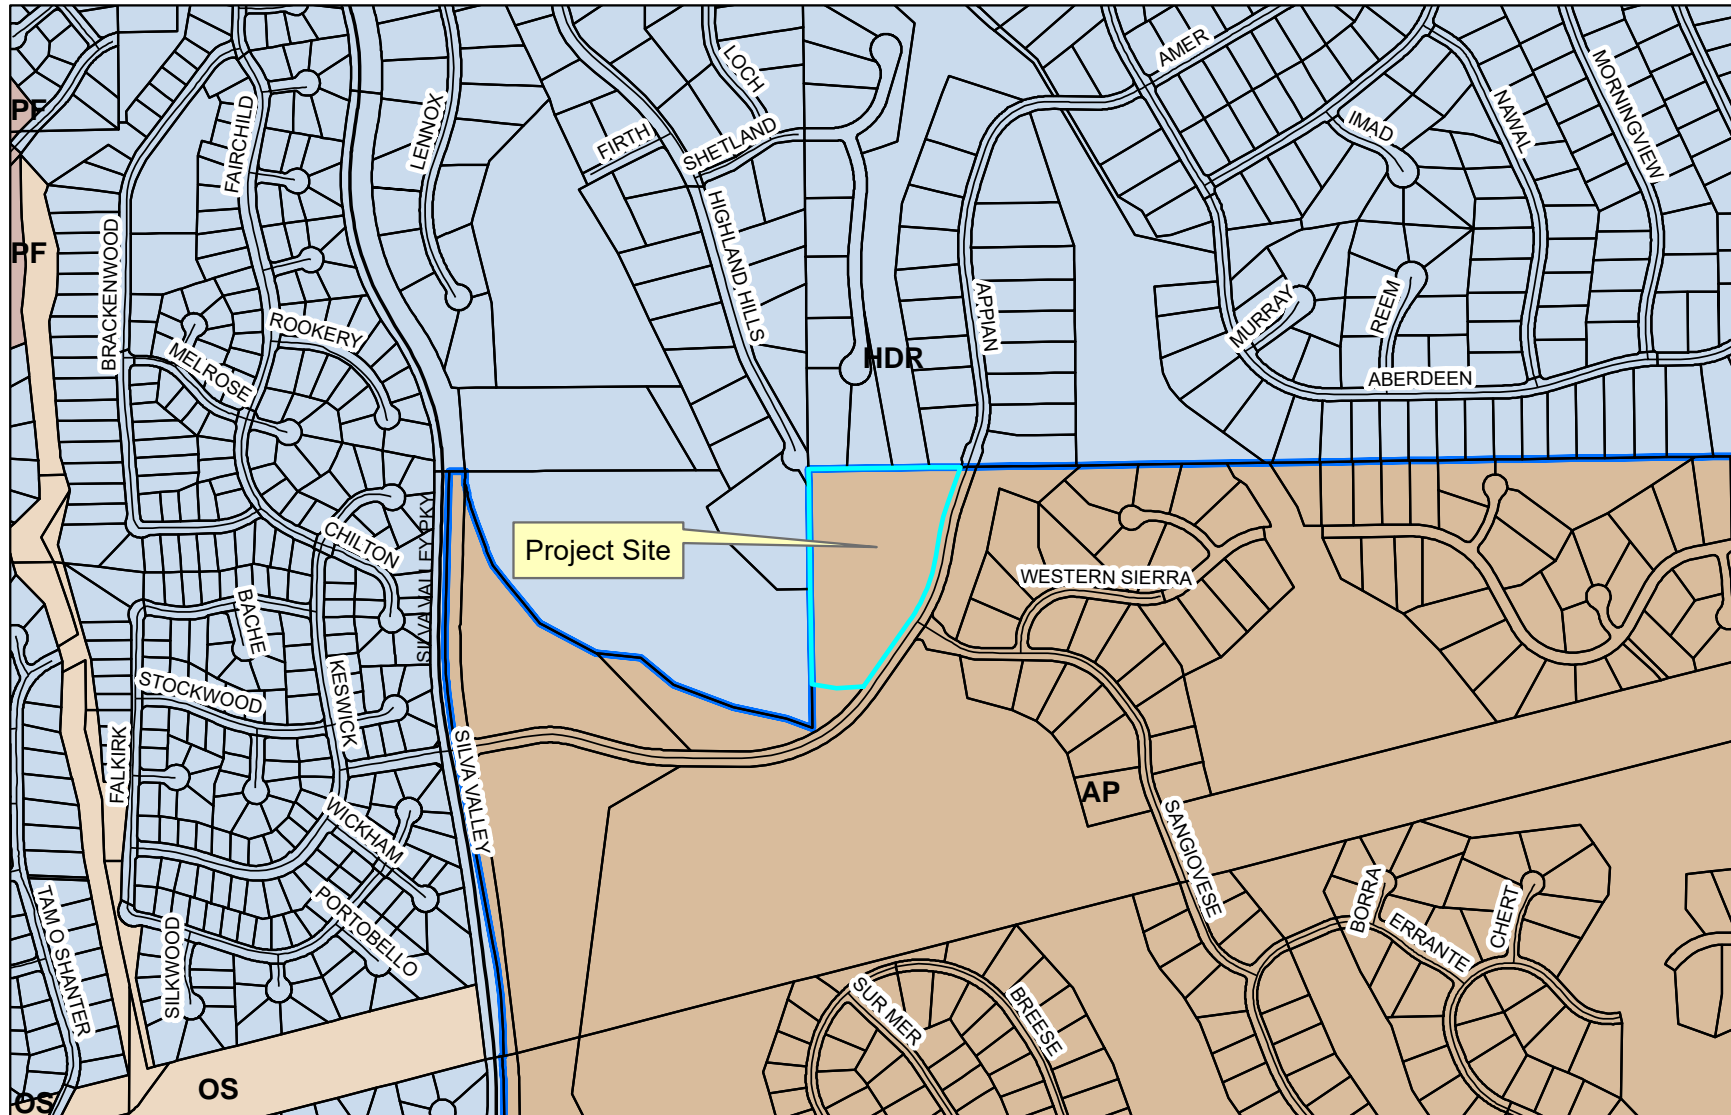 AMER
LOCH
PF
FAIRCHILD
LENNOX
FIRTH
SHETLAND
IMAD
NAWAL
MORNINGVIEW
PF
BRACKENWOOD
HIGHLAND HILLS
APPIAN
MURRAY
REEM
ROOKERY
MELROSE
HDR
ABERDEEN
SILVA VALLEY PKY
CHILTON
Project Site
WESTERN SIERRA
BACHE
STOCKWOOD
KESWICK
FALKIRK
SILVA VALLEY
AP
WICKHAM
SANGIOVESE
PORTOBELLO
BORRA
ERRANTE
CHERT
TAM O SHANTER
SILKWOOD
SUR MER
BREESE
OS
OS